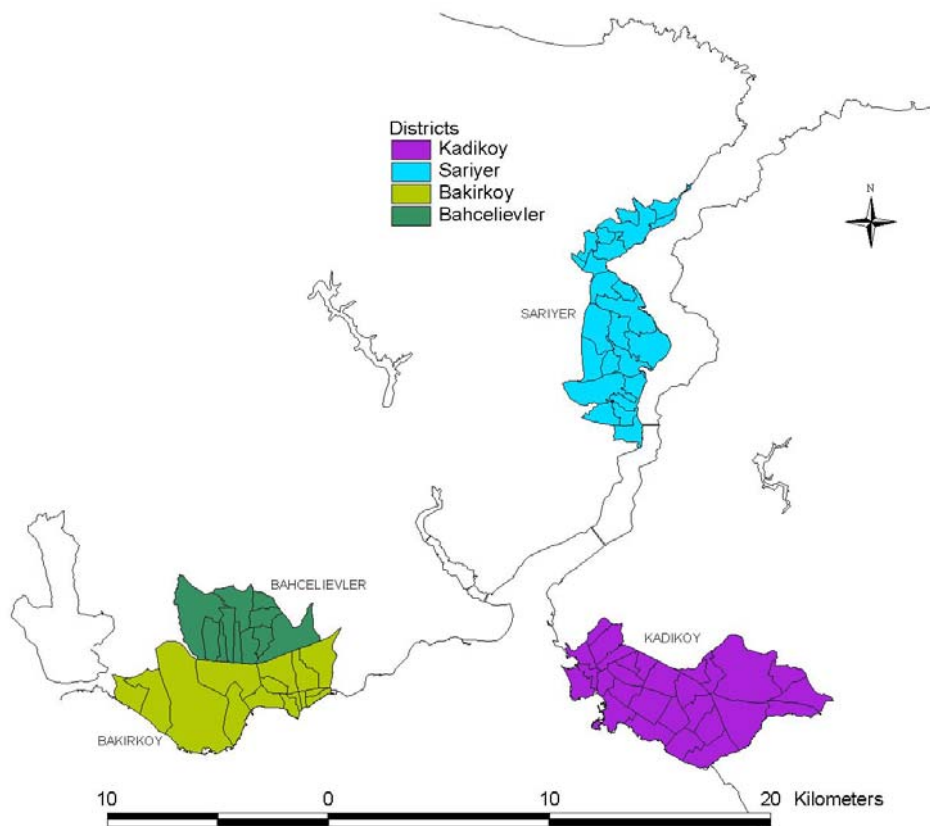 Districts
Kadikoy
Sariyer
Bakirkoy
Bahcelievler
N
SARIYER
BAHCELIEVLER
KADIKOY
BAKIRKOY
10 0 10 20 Kilometers